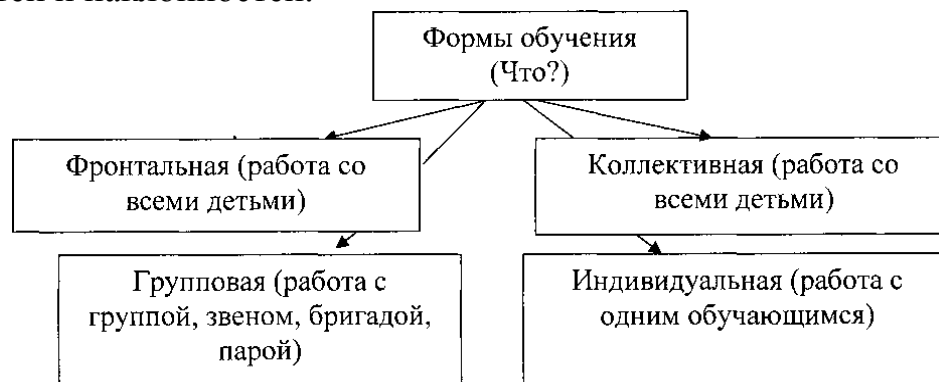 Формы обучения
(Что?)
Фронтальная (работа со
всеми детьми)
Коллективная (работа со
всеми детьми)
Групповая (работа с
группой, звеном, бригадой,
парой)
Индивидуальная (работа с
одним обучающимся)